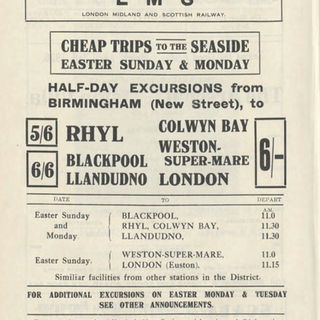 L M S
LONDON MIDLAND AND SCOTTISH RAILWAY.
CHEAP TRIPS TO THE SEASIDE
EASTER SUNDAY & MONDAY
HALF-DAY EXCURSIONS from
BIRMINGHAM (New Street), to
5/6 RHYL
6/6 BLACKPOOL
LLANDUDNO
COLWYN BAY
WESTON-
SUPER-MARE
LONDON
6/-
DATE TO DEPART
A.M.
Easter Sunday and Monday
BLACKPOOL, 11.0
RHYL, COLWYN BAY, 11.30
LLANDUDNO, 11.30
Easter Sunday.
WESTON-SUPER-MARE, 11.0
LONDON (Euston). 11.15
Similiar facilities from other stations in the District.
FOR ADDITIONAL EXCURSIONS ON EASTER MONDAY & TUESDAY
SEE OTHER ANNOUNCEMENTS.